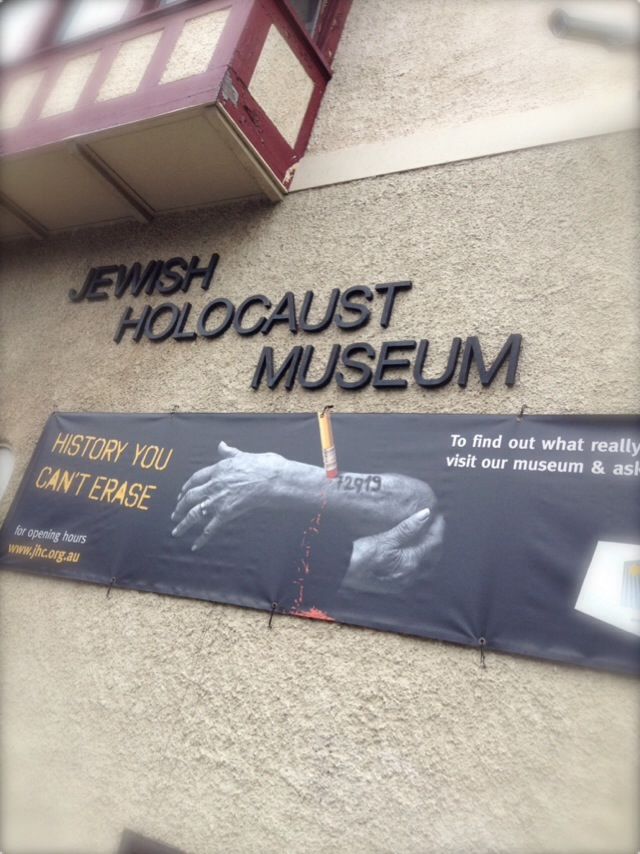 JEWISH
HOLOCAUST
MUSEUM
HISTORY YOU
CAN'T ERASE
for opening hours
www.jhc.org.au
72919
To find out what really
visit our museum & ask